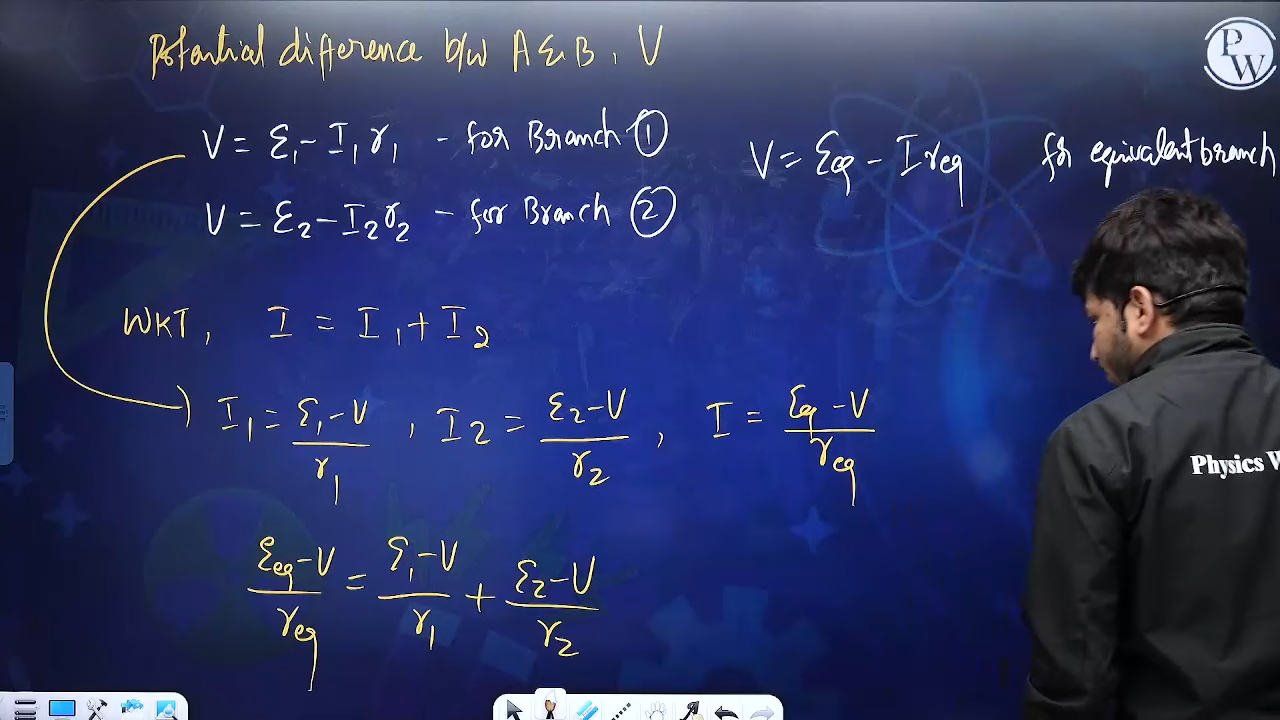 Potential difference b/w A & B, V
V = ε₁ - I₁ r₁ - for Branch ①
V = ε₂ - I₂ r₂ - for Branch ②
V = εeq - I req for equivalent branch
WKT, I = I₁ + I₂
I₁ = (ε₁ - V)/r₁ , I₂ = (ε₂ - V)/r₂ , I = (εeq - V)/req
(εeq - V)/req = (ε₁ - V)/r₁ + (ε₂ - V)/r₂
PW
Physics W